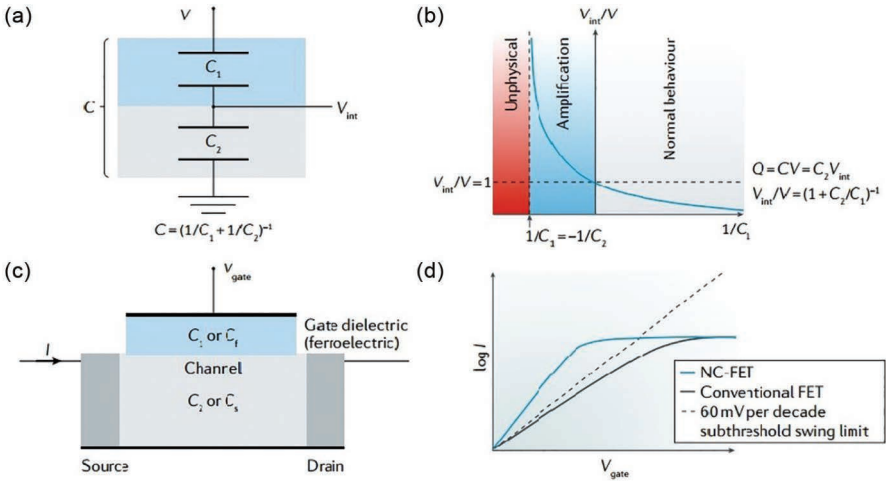 (a)
V
C
C₁
V_int
C₂
C = (1/C₁ + 1/C₂)⁻¹
(b)
V_int/V
Unphysical
Amplification
Normal behaviour
V_int/V = 1
Q = CV = C₂V_int
V_int/V = (1 + C₂/C₁)⁻¹
1/C₁ = –1/C₂
1/C₁
(c)
V_gate
C₁ or C_f
Gate dielectric
(ferroelectric)
I
Channel
C₂ or Cₛ
Source
Drain
(d)
log I
NC-FET
Conventional FET
60 mV per decade
subthreshold swing limit
V_gate